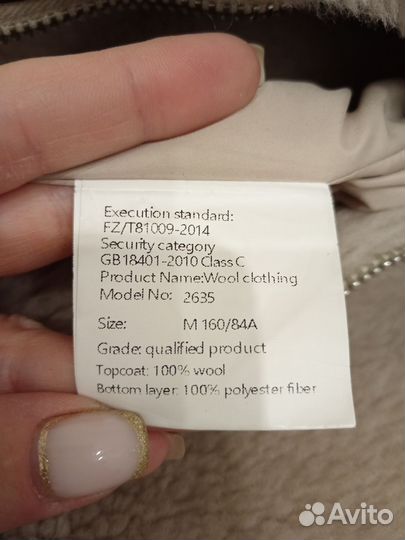 Execution standard:
FZ/T81009-2014
Security category
GB18401-2010 Class C
Product Name:Wool clothing
Model No: 2635
Size: M 160/84A
Grade: qualified product
Topcoat: 100% wool
Bottom layer: 100% polyester fiber
Avito